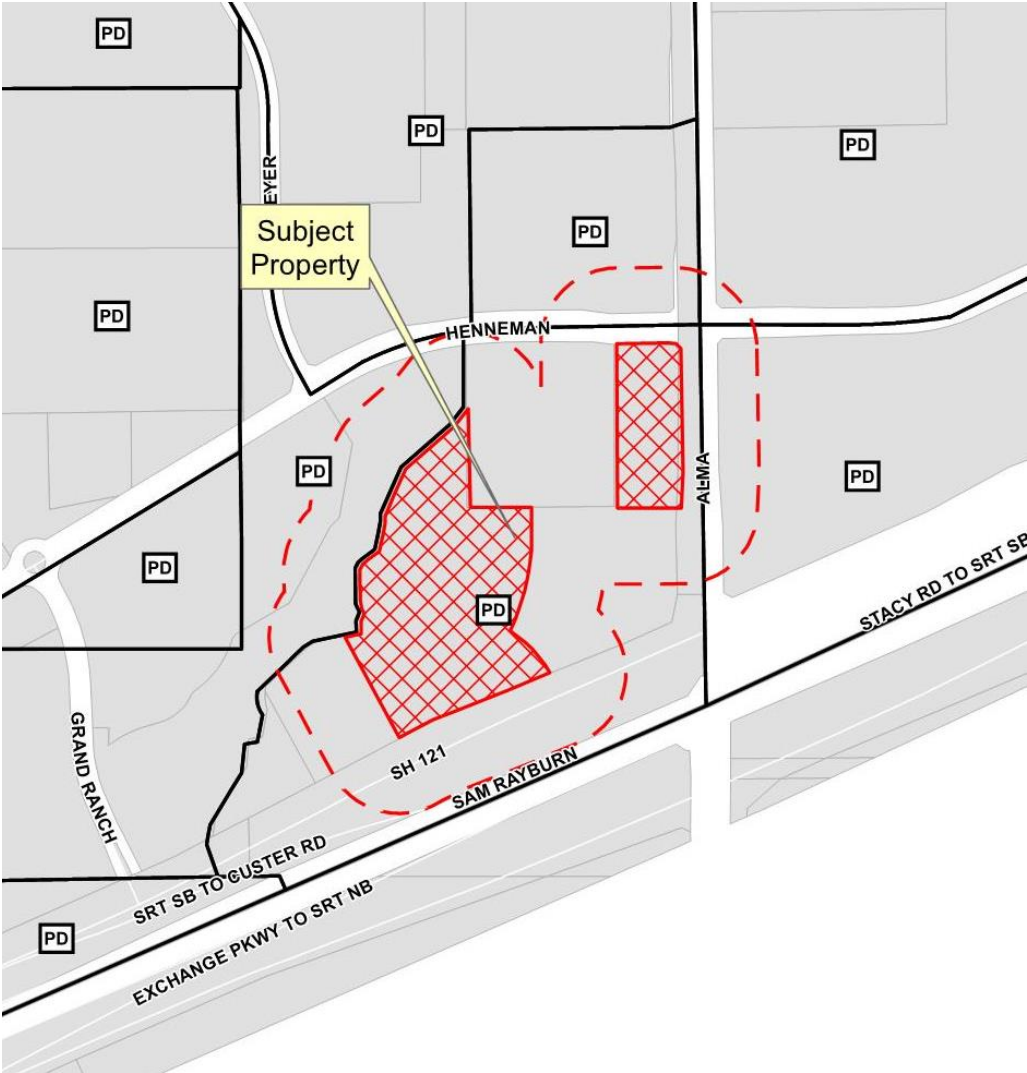 PD
PD
PD
EYER
Subject
Property
PD
PD
HENNEMAN
ALMA
PD
PD
PD
PD
STACY RD TO SRT SB
GRAND RANCH
SH 121
SAM RAYBURN
SRT SB TO CUSTER RD
EXCHANGE PKWY TO SRT NB
PD